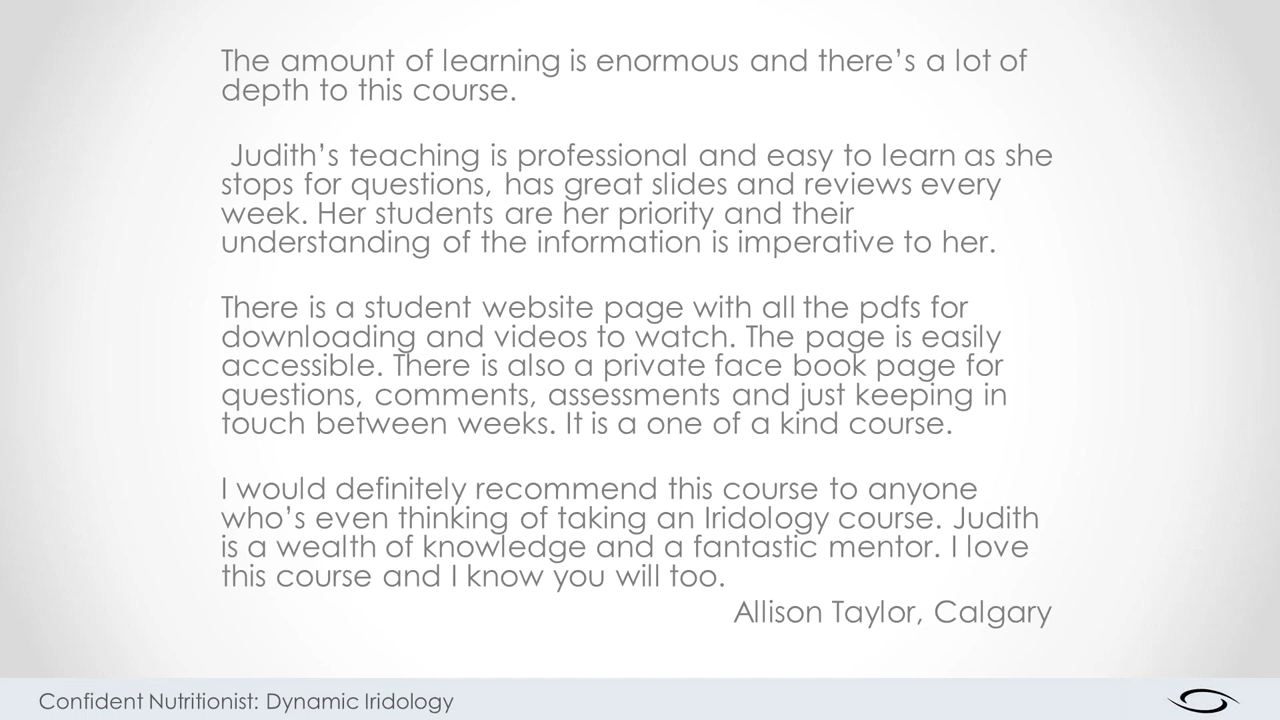 The amount of learning is enormous and there’s a lot of
depth to this course.
Judith’s teaching is professional and easy to learn as she
stops for questions, has great slides and reviews every
week. Her students are her priority and their
understanding of the information is imperative to her.
There is a student website page with all the pdfs for
downloading and videos to watch. The page is easily
accessible. There is also a private face book page for
questions, comments, assessments and just keeping in
touch between weeks. It is a one of a kind course.
I would definitely recommend this course to anyone
who’s even thinking of taking an Iridology course. Judith
is a wealth of knowledge and a fantastic mentor. I love
this course and I know you will too.
Allison Taylor, Calgary
Confident Nutritionist: Dynamic Iridology